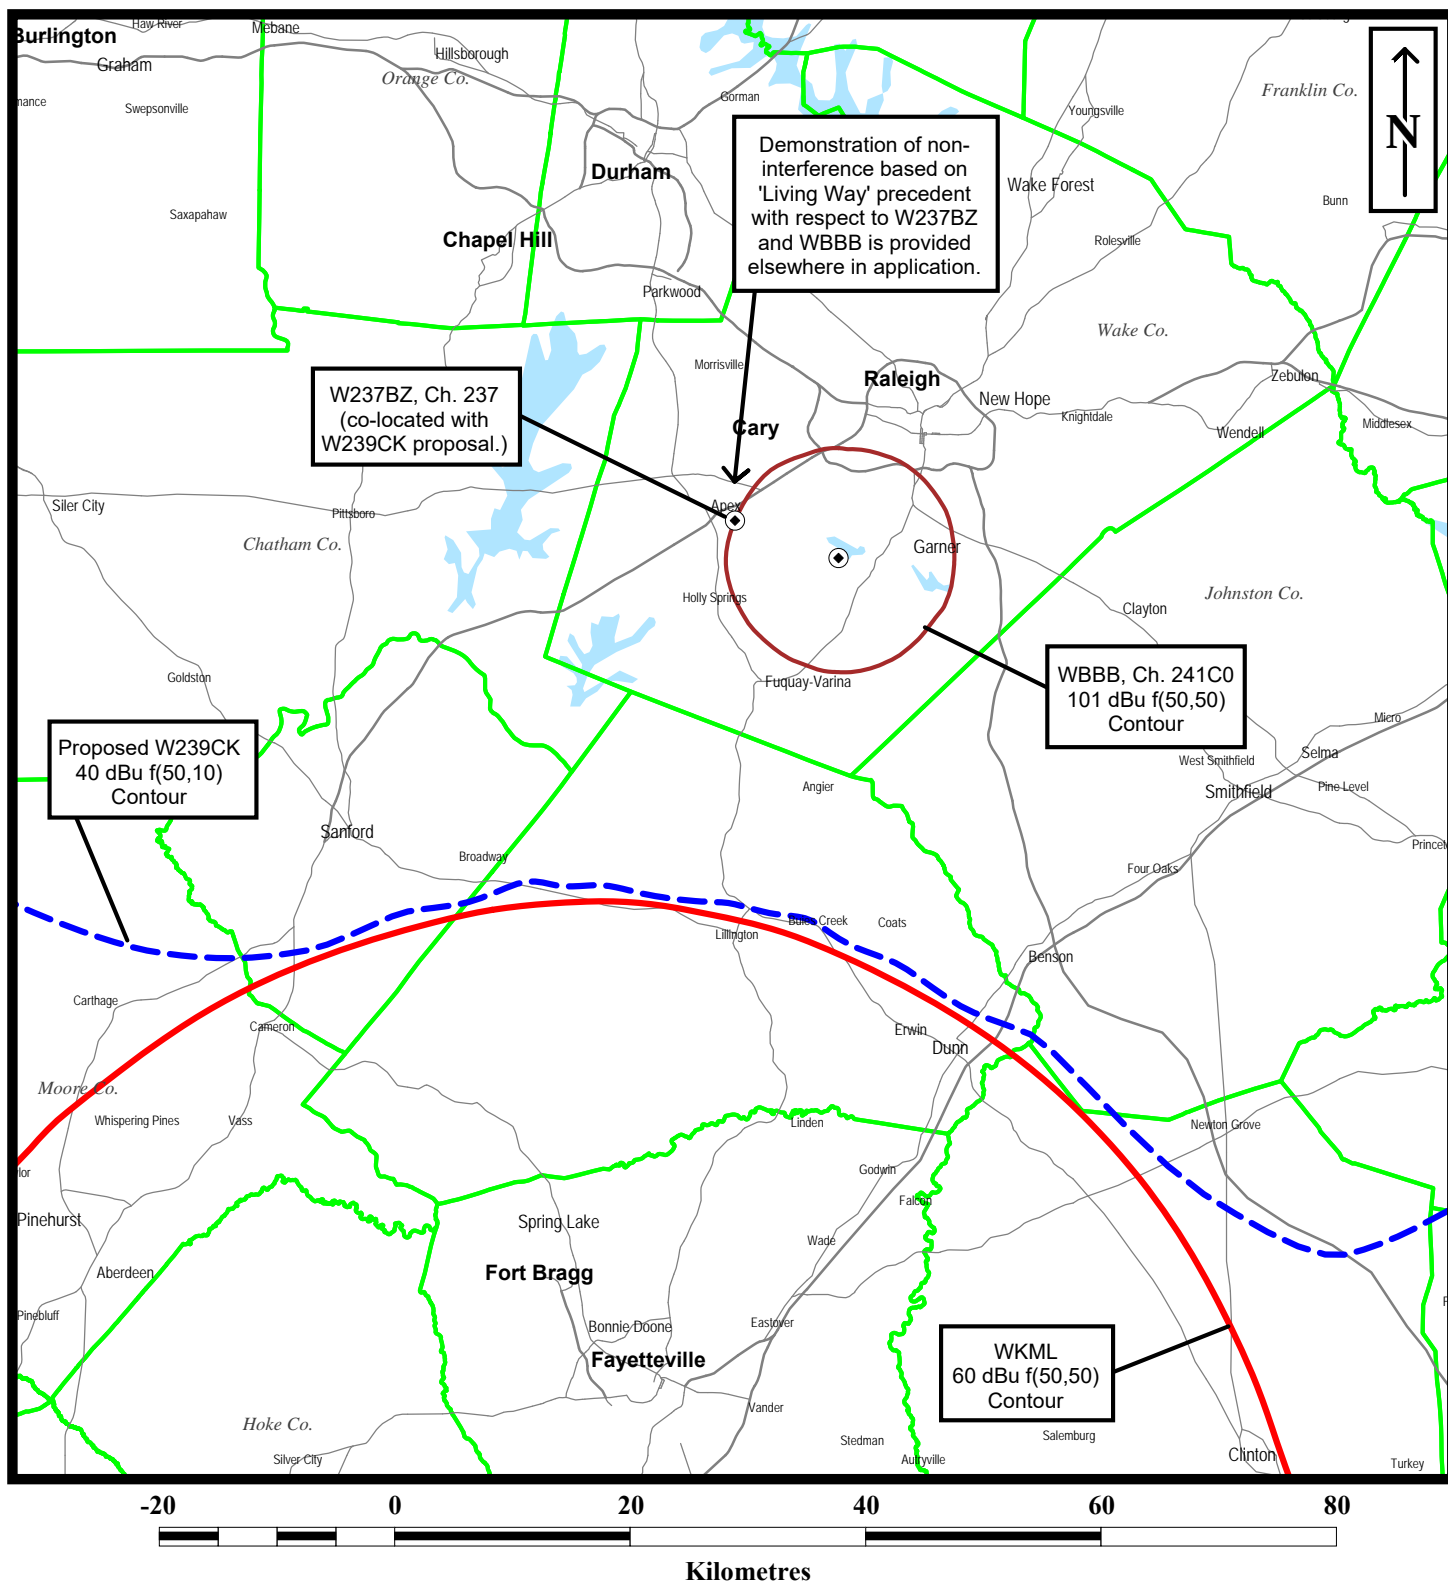 Haw River
Mebane
Burlington
Graham
Hillsborough
Orange Co.
Franklin Co.
Swepsonville
Gorman
Youngsville
N
Demonstration of non-
interference based on
'Living Way' precedent
with respect to W237BZ
and WBBB is provided
elsewhere in application.
Durham
Wake Forest
Saxapahaw
Bunn
Chapel Hill
Rolesville
Parkwood
Wake Co.
Morrisville
Raleigh
Zebulon
W237BZ, Ch. 237
(co-located with
W239CK proposal.)
New Hope
Knightdale
Cary
Wendell
Middlesex
Siler City
Pittsboro
Apex
Chatham Co.
Garner
Holly Springs
Johnston Co.
Clayton
Goldston
Fuquay-Varina
WBBB, Ch. 241C0
101 dBu f(50,50)
Contour
Micro
Proposed W239CK
40 dBu f(50,10)
Contour
Selma
West Smithfield
Angier
Smithfield
Pine Level
Sanford
Princet
Broadway
Four Oaks
Buies Creek
Coats
Lillington
Benson
Carthage
Cameron
Erwin
Dunn
Moore Co.
Whispering Pines
Vass
Linden
Newton Grove
Godwin
Falcon
Pinehurst
Spring Lake
Wade
Aberdeen
Fort Bragg
Pinebluff
Bonnie Doone
Eastover
Fayetteville
WKML
60 dBu f(50,50)
Contour
Vander
Hoke Co.
Stedman
Salemburg
Silver City
Autryville
Clinton
Turkey
-20 0 20 40 60 80
Kilometres